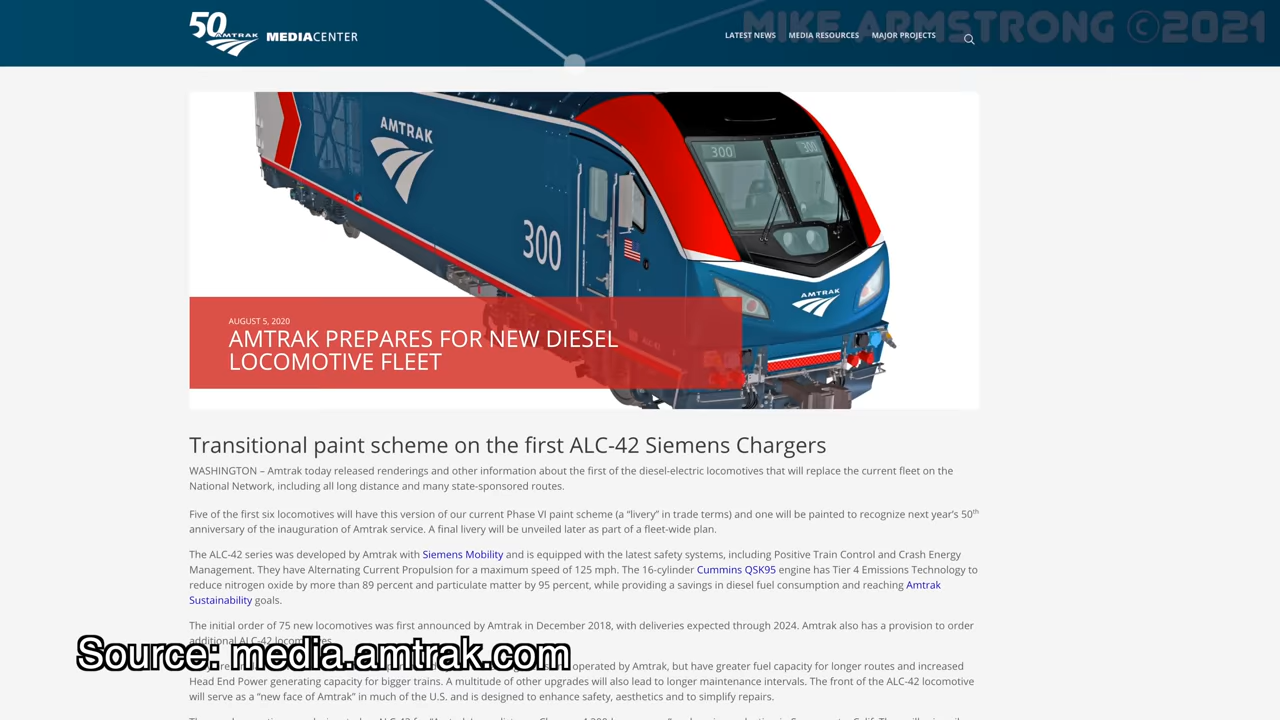 MIKE ARMSTRONG ©2021
50
AMTRAK
MEDIACENTER
LATEST NEWS MEDIA RESOURCES MAJOR PROJECTS
AMTRAK
300
300
300
AMTRAK
AUGUST 5, 2020
AMTRAK PREPARES FOR NEW DIESEL
LOCOMOTIVE FLEET
Transitional paint scheme on the first ALC-42 Siemens Chargers
WASHINGTON – Amtrak today released renderings and other information about the first of the diesel-electric locomotives that will replace the current fleet on the
National Network, including all long distance and many state-sponsored routes.
Five of the first six locomotives will have this version of our current Phase VI paint scheme (a “livery” in trade terms) and one will be painted to recognize next year’s 50th
anniversary of the inauguration of Amtrak service. A final livery will be unveiled later as part of a fleet-wide plan.
The ALC-42 series was developed by Amtrak with Siemens Mobility and is equipped with the latest safety systems, including Positive Train Control and Crash Energy
Management. They have Alternating Current Propulsion for a maximum speed of 125 mph. The 16-cylinder Cummins QSK95 engine has Tier 4 Emissions Technology to
reduce nitrogen oxide by more than 89 percent and particulate matter by 95 percent, while providing a savings in diesel fuel consumption and reaching Amtrak
Sustainability goals.
The initial order of 75 new locomotives was first announced by Amtrak in December 2018, with deliveries expected through 2024. Amtrak also has a provision to order
additional ALC-42 locomotives.
Source: media.amtrak.com
operated by Amtrak, but have greater fuel capacity for longer routes and increased
Head End Power generating capacity for bigger trains. A multitude of other upgrades will also lead to longer maintenance intervals. The front of the ALC-42 locomotive
will serve as a “new face of Amtrak” in much of the U.S. and is designed to enhance safety, aesthetics and to simplify repairs.